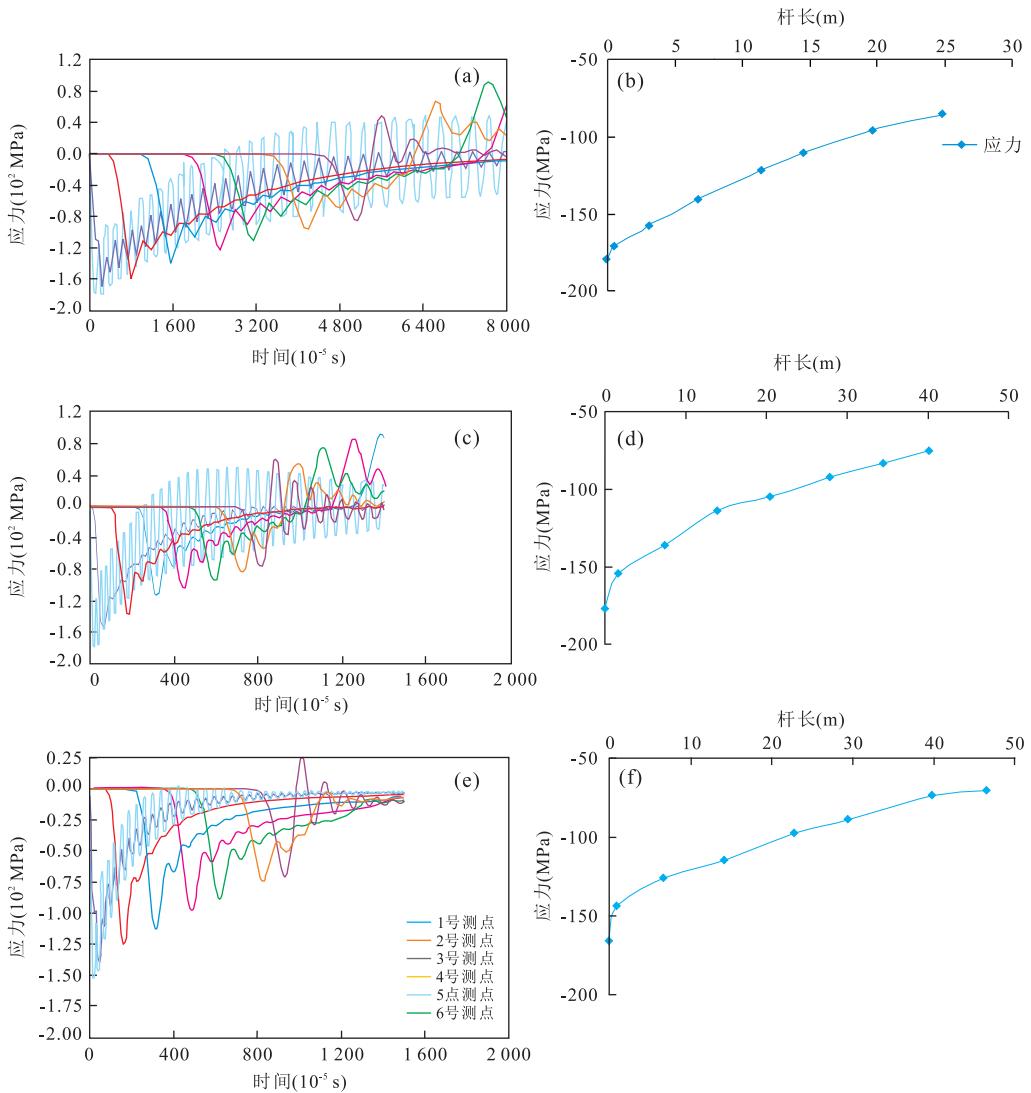 (a)
应力(10² MPa)
1.2
0.8
0.4
0.0
-0.4
-0.8
-1.2
-1.6
-2.0
0 1 600 3 200 4 800 6 400 8 000
时间(10⁻⁵ s)
(b)
杆长(m)
0 5 10 15 20 25 30
应力(MPa)
-50
-100
-150
-200
应力
(c)
应力(10² MPa)
1.2
0.8
0.4
0.0
-0.4
-0.8
-1.2
-1.6
-2.0
0 400 800 1 200 1 600 2 000
时间(10⁻⁵ s)
(d)
杆长(m)
0 10 20 30 40 50
应力(MPa)
-50
-100
-150
-200
(e)
应力(10² MPa)
0.25
0.00
-0.25
-0.50
-0.75
-1.00
-1.25
-1.50
-1.75
-2.00
0 400 800 1 200 1 600 2 000
时间(10⁻⁵ s)
1号测点
2号测点
3号测点
4号测点
5点测点
6号测点
(f)
杆长(m)
0 10 20 30 40 50
应力(MPa)
-50
-100
-150
-200